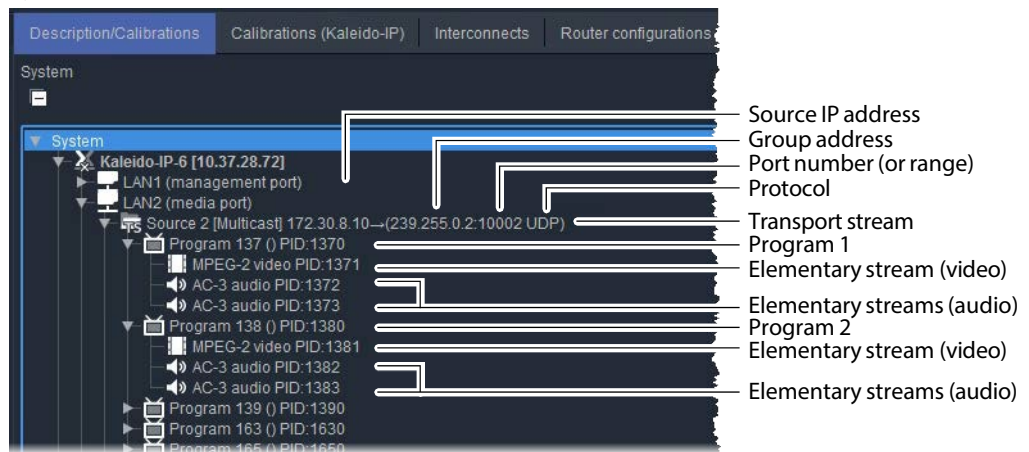 Description/Calibrations Calibrations (Kaleido-IP) Interconnects Router configurations
System
System
Kaleido-IP-6 [10.37.28.72]
LAN1 (management port)
LAN2 (media port)
TS Source 2 [Multicast] 172.30.8.10→(239.255.0.2:10002 UDP)
Program 137 () PID:1370
MPEG-2 video PID:1371
AC-3 audio PID:1372
AC-3 audio PID:1373
Program 138 () PID:1380
MPEG-2 video PID:1381
AC-3 audio PID:1382
AC-3 audio PID:1383
Program 139 () PID:1390
Program 163 () PID:1630
Program 165 () PID:1650
Source IP address
Group address
Port number (or range)
Protocol
Transport stream
Program 1
Elementary stream (video)
Elementary streams (audio)
Program 2
Elementary stream (video)
Elementary streams (audio)